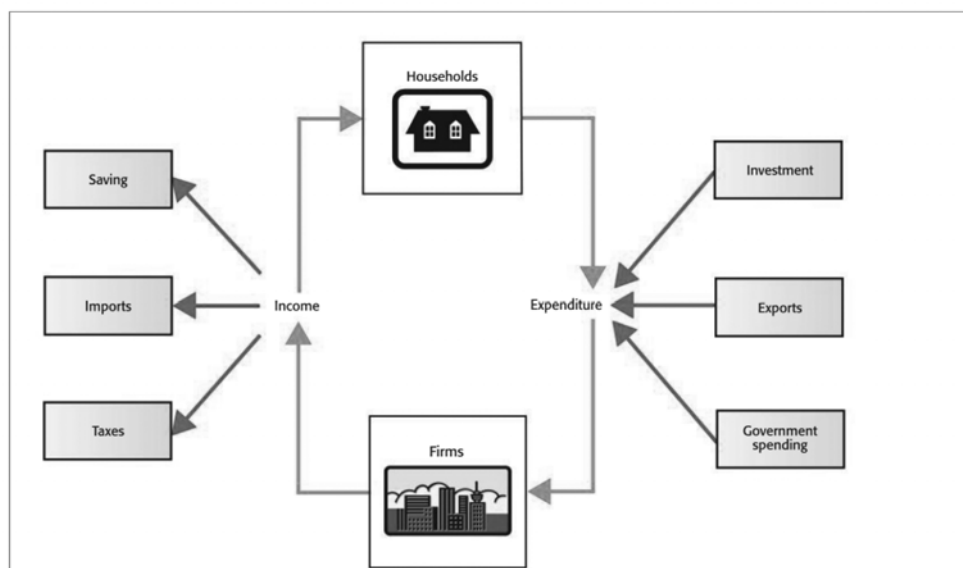 Households
Saving
Investment
Imports
Income
Expenditure
Exports
Taxes
Firms
Government
spending